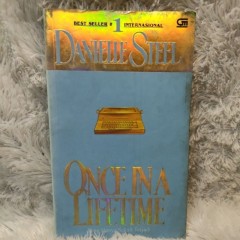 BEST SELLER #1 INTERNASIONAL
DANIELLE STEEL
ONCE IN A
LIFETIME